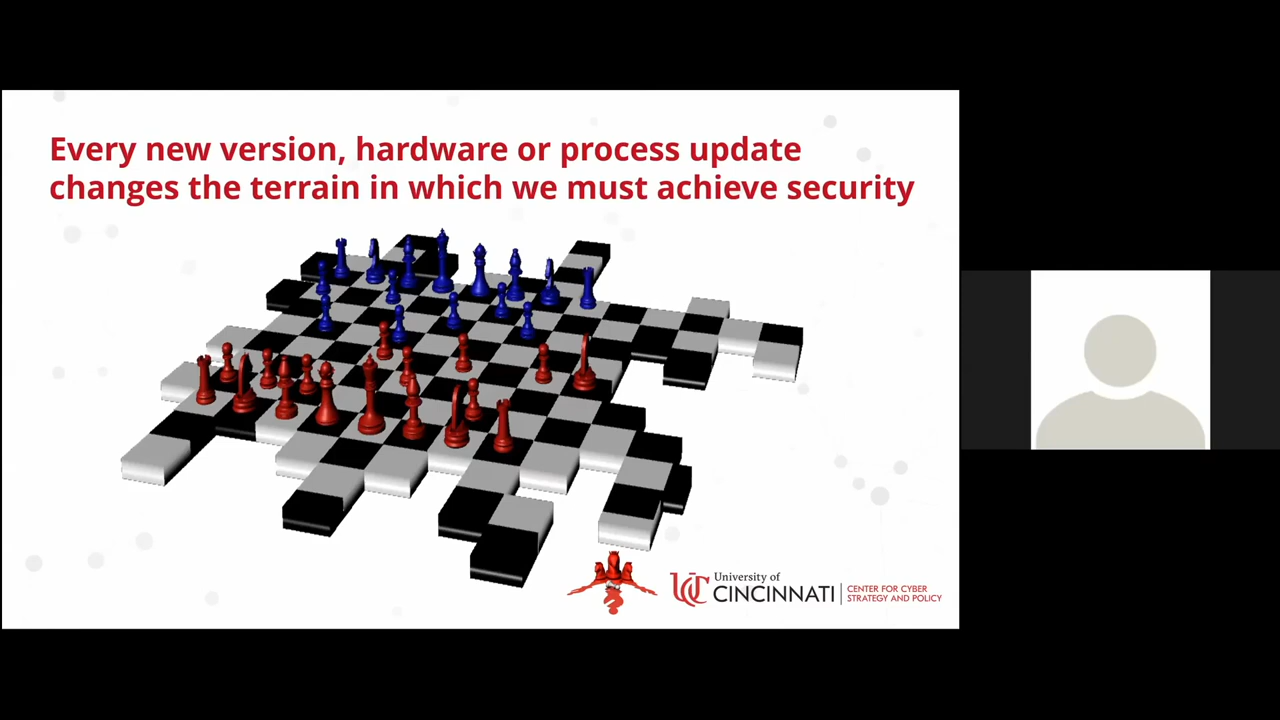 Every new version, hardware or process update
changes the terrain in which we must achieve security
University of
CINCINNATI
CENTER FOR CYBER
STRATEGY AND POLICY